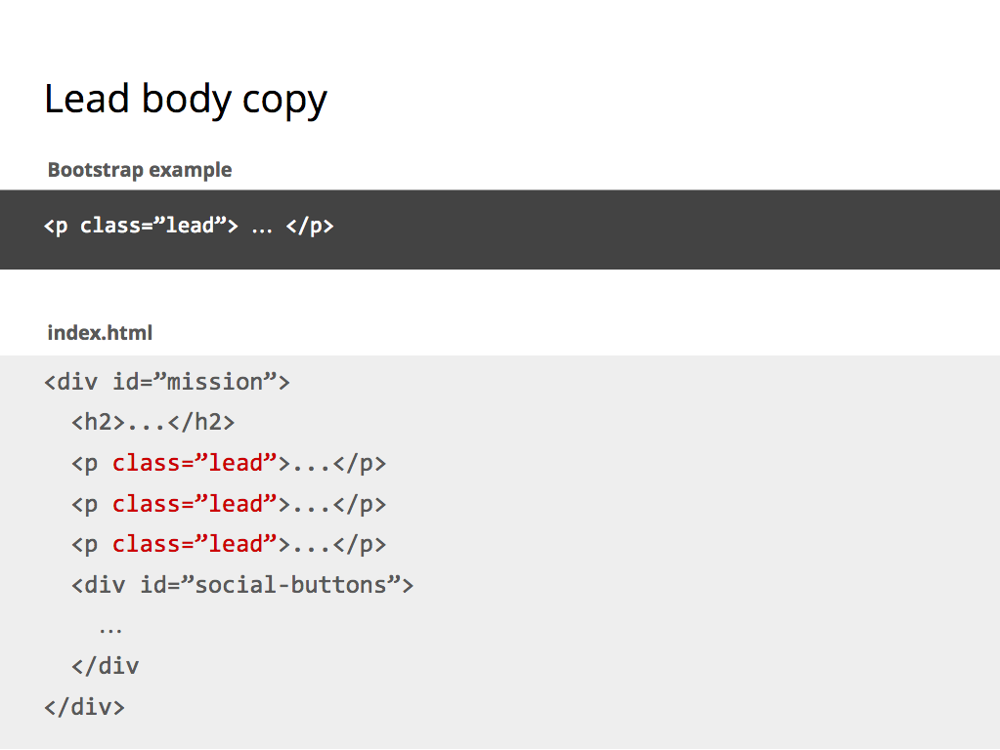 Lead body copy
Bootstrap example
<p class=”lead”> … </p>
index.html
<div id=”mission”>
<h2>...</h2>
<p class=”lead”>...</p>
<p class=”lead”>...</p>
<p class=”lead”>...</p>
<div id=”social-buttons”>
…
</div
</div>